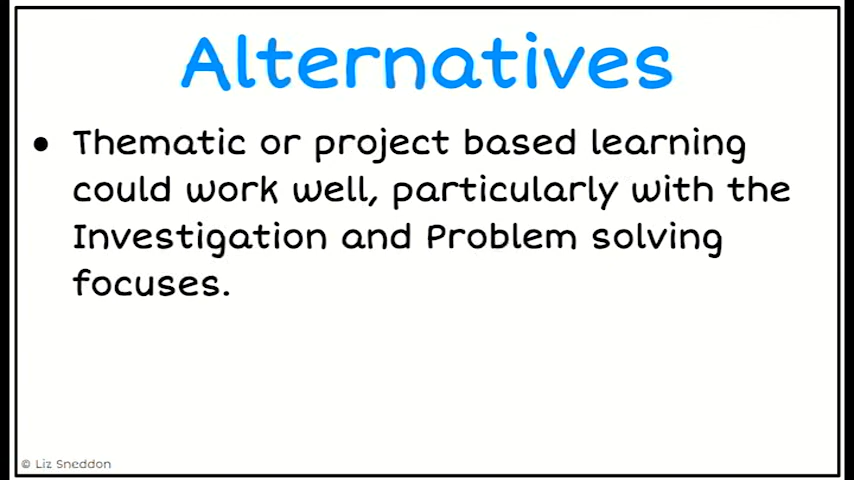 Alternatives
● Thematic or project based learning
could work well, particularly with the
Investigation and Problem solving
focuses.
© Liz Sneddon